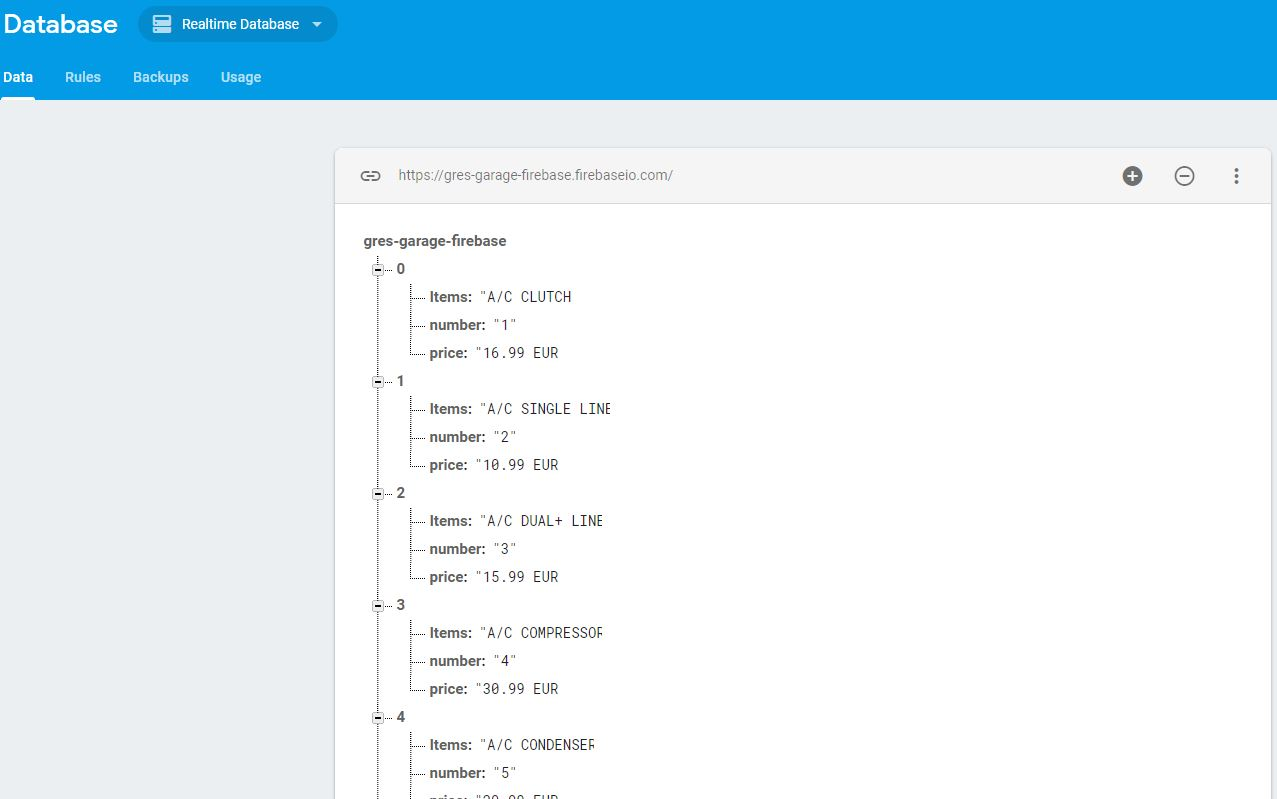 Database Realtime Database
Data Rules Backups Usage
https://gres-garage-firebase.firebaseio.com/
gres-garage-firebase
0
Items: "A/C CLUTCH
number: "1"
price: "16.99 EUR
1
Items: "A/C SINGLE LINE
number: "2"
price: "10.99 EUR
2
Items: "A/C DUAL+ LINE
number: "3"
price: "15.99 EUR
3
Items: "A/C COMPRESSOR
number: "4"
price: "30.99 EUR
4
Items: "A/C CONDENSER
number: "5"